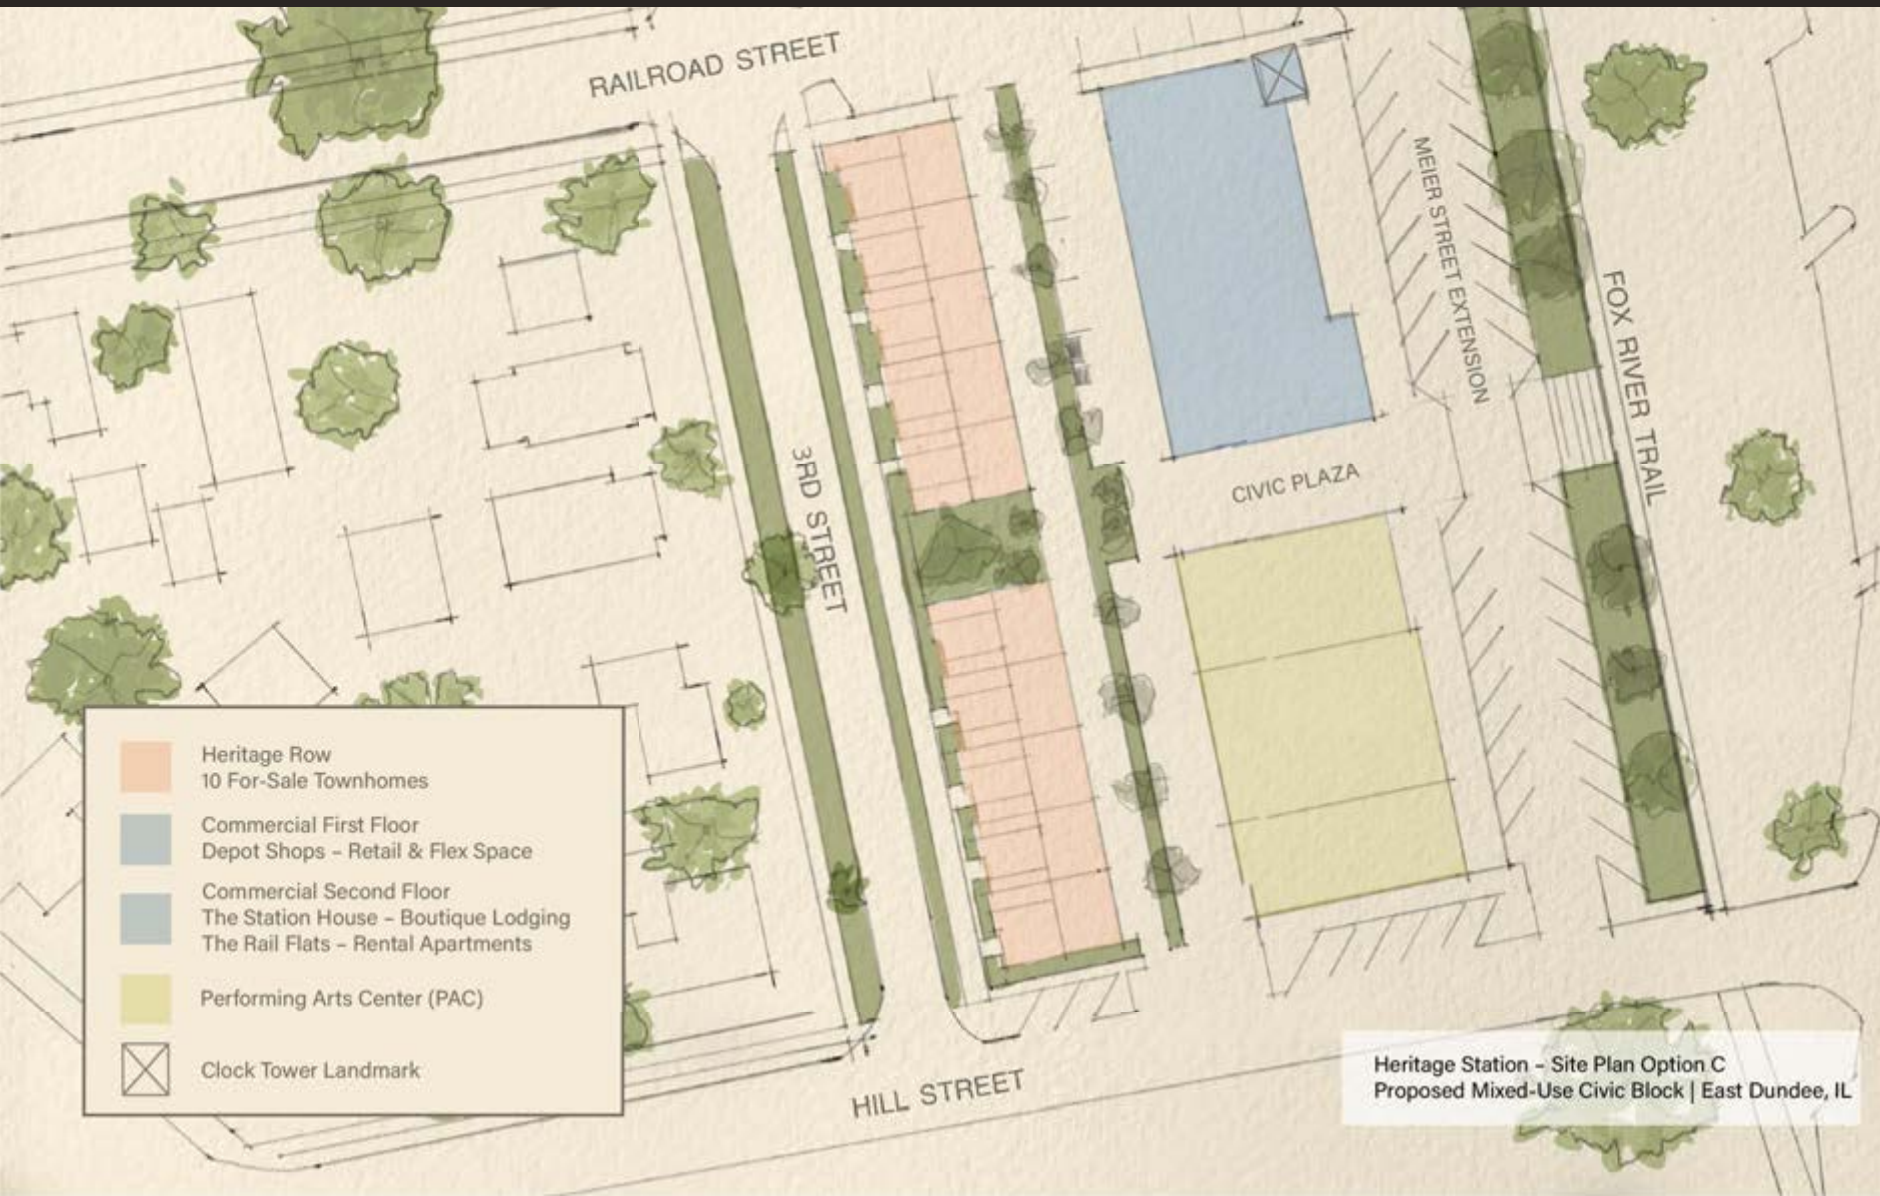 RAILROAD STREET
MEIER STREET EXTENSION
FOX RIVER TRAIL
3RD STREET
CIVIC PLAZA
Heritage Row
10 For-Sale Townhomes
Commercial First Floor
Depot Shops – Retail & Flex Space
Commercial Second Floor
The Station House – Boutique Lodging
The Rail Flats – Rental Apartments
Performing Arts Center (PAC)
Clock Tower Landmark
HILL STREET
Heritage Station – Site Plan Option C
Proposed Mixed-Use Civic Block | East Dundee, IL